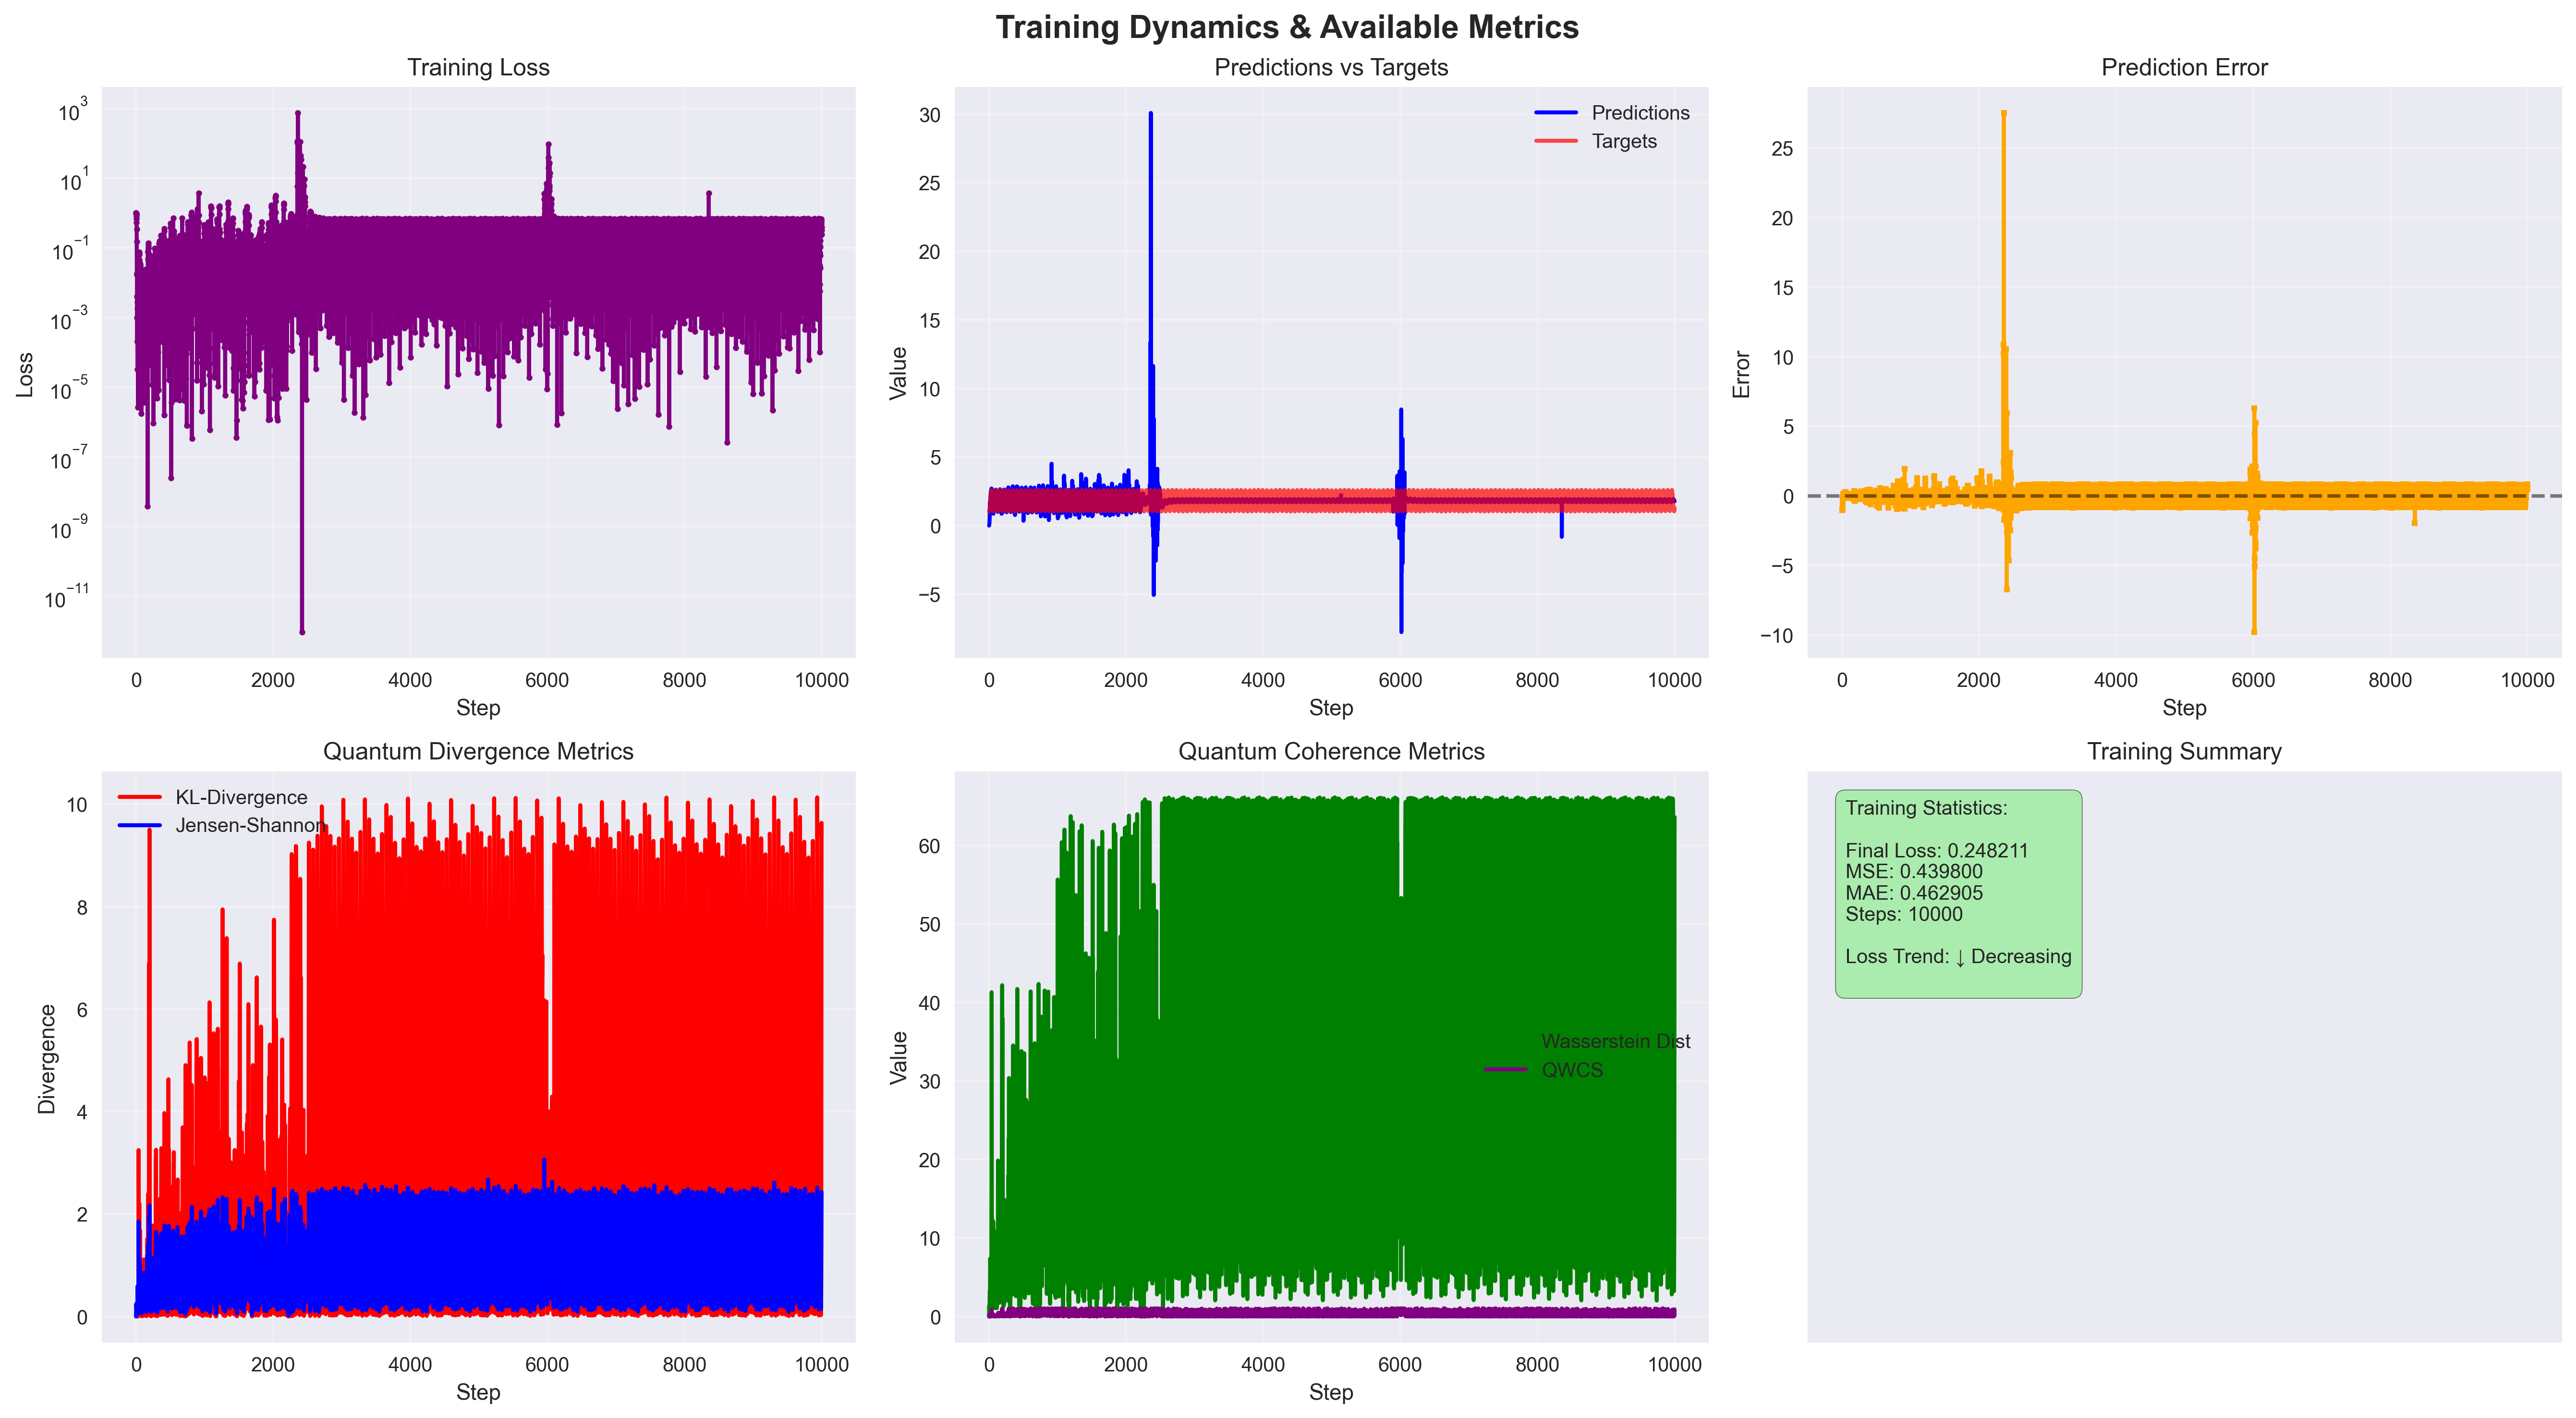 Training Dynamics & Available Metrics
Training Loss
Loss
10³
10¹
10⁻¹
10⁻³
10⁻⁵
10⁻⁷
10⁻⁹
10⁻¹¹
0 2000 4000 6000 8000 10000
Step
Predictions vs Targets
Predictions
Targets
Value
30
25
20
15
10
5
0
−5
0 2000 4000 6000 8000 10000
Step
Prediction Error
Error
25
20
15
10
5
0
−5
−10
0 2000 4000 6000 8000 10000
Step
Quantum Divergence Metrics
KL-Divergence
Jensen-Shannon
Divergence
10
8
6
4
2
0
0 2000 4000 6000 8000 10000
Step
Quantum Coherence Metrics
Wasserstein Dist
QWCS
Value
60
50
40
30
20
10
0
0 2000 4000 6000 8000 10000
Step
Training Summary
Training Statistics:
Final Loss: 0.248211
MSE: 0.439800
MAE: 0.462905
Steps: 10000
Loss Trend: ↓ Decreasing